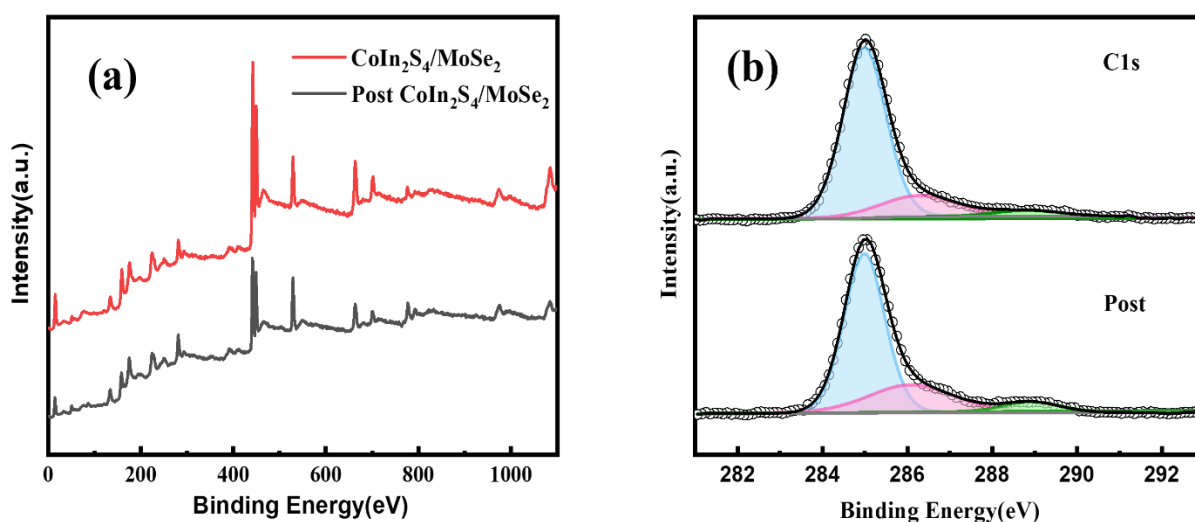 (a)
CoIn₂S₄/MoSe₂
Post CoIn₂S₄/MoSe₂
Intensity(a.u.)
0 200 400 600 800 1000
Binding Energy(eV)
(b)
C1s
Post
Intensity(a.u.)
282 284 286 288 290 292
Binding Energy(eV)